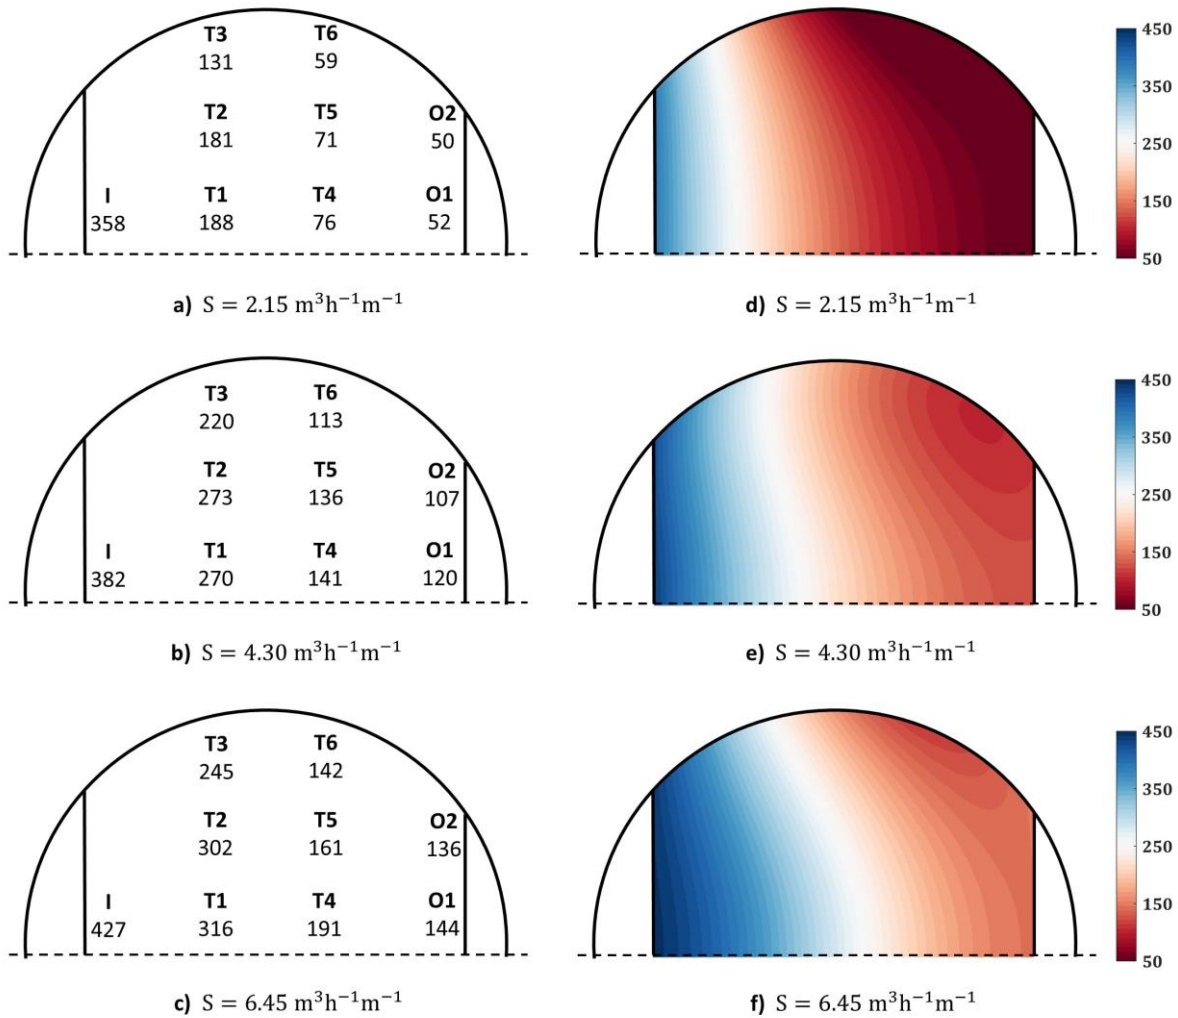 T3 T6
131 59
T2 T5 O2
181 71 50
I T1 T4 O1
358 188 76 52
a) S = 2.15 m³h⁻¹m⁻¹
450
350
250
150
50
d) S = 2.15 m³h⁻¹m⁻¹
T3 T6
220 113
T2 T5 O2
273 136 107
I T1 T4 O1
382 270 141 120
b) S = 4.30 m³h⁻¹m⁻¹
450
350
250
150
50
e) S = 4.30 m³h⁻¹m⁻¹
T3 T6
245 142
T2 T5 O2
302 161 136
I T1 T4 O1
427 316 191 144
c) S = 6.45 m³h⁻¹m⁻¹
450
350
250
150
50
f) S = 6.45 m³h⁻¹m⁻¹